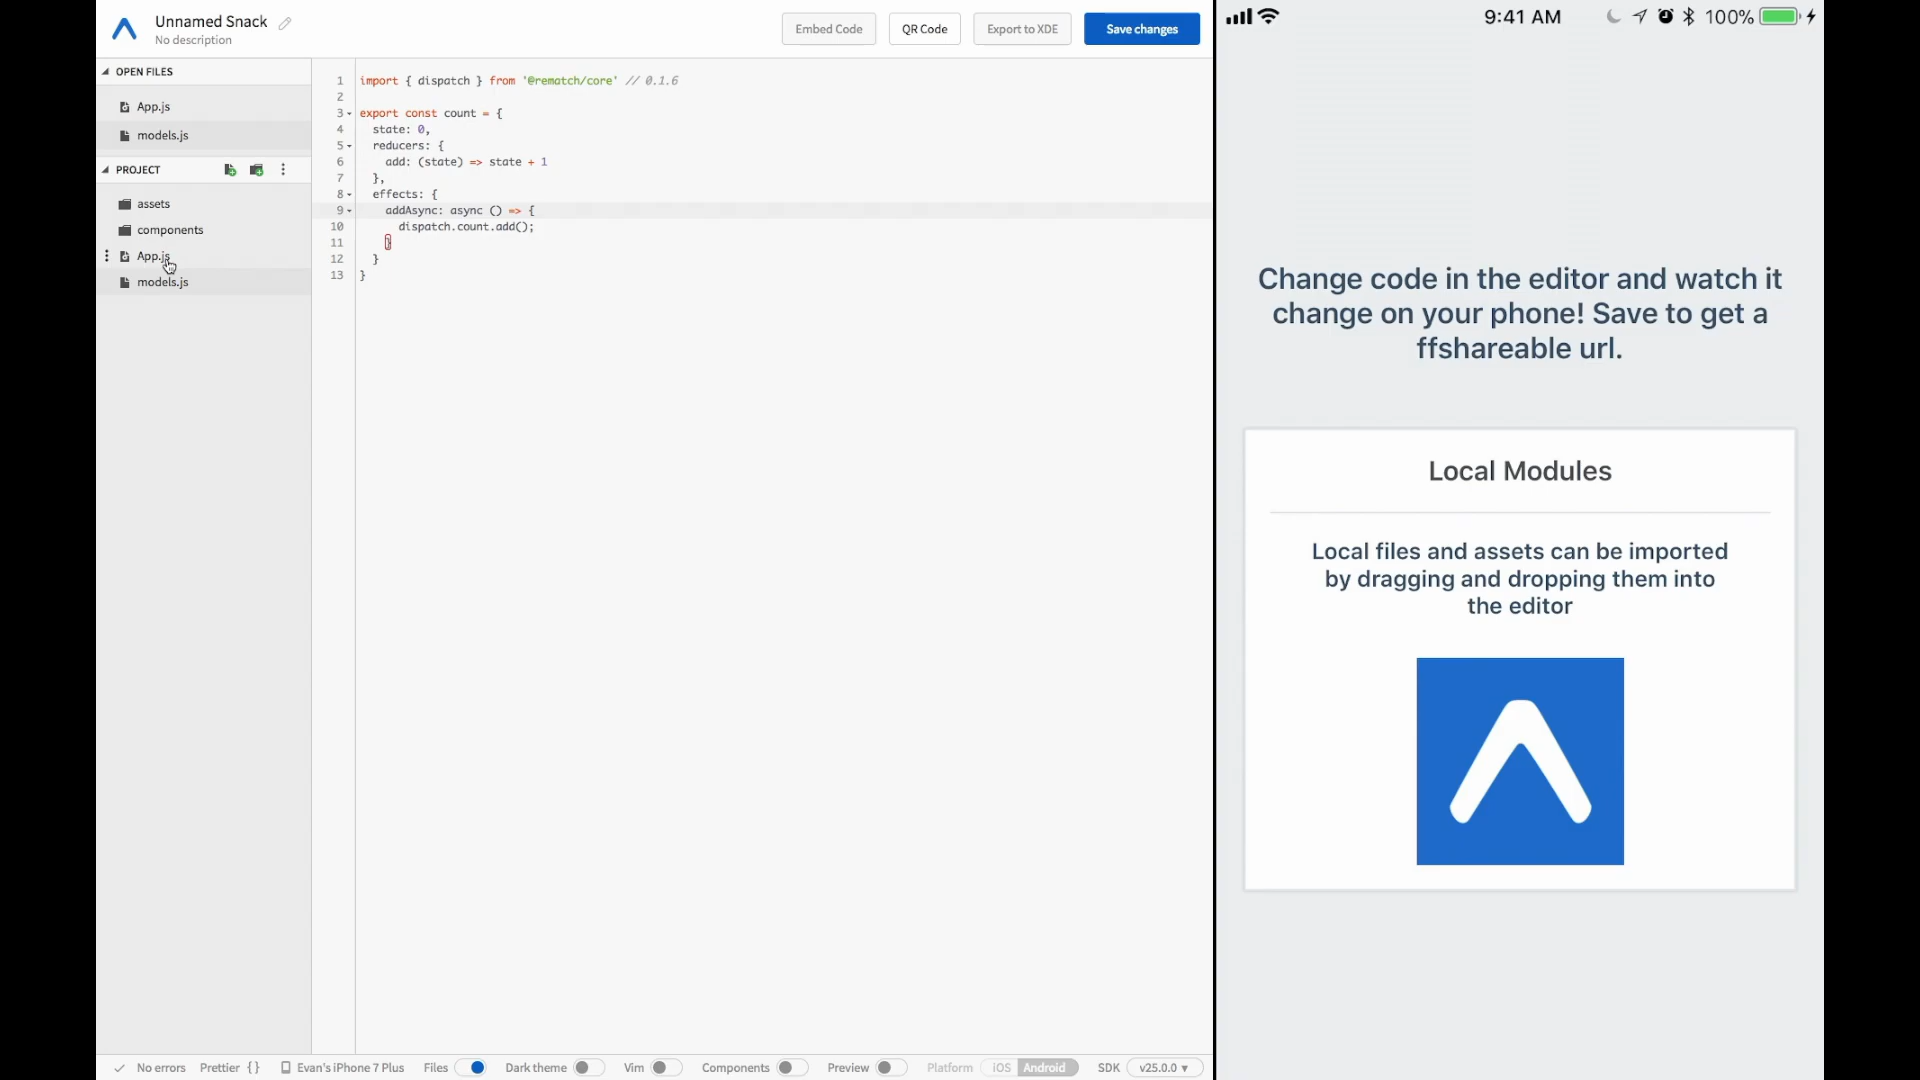 Unnamed Snack
No description
Embed Code
QR Code
Export to XDE
Save changes
OPEN FILES
App.js
models.js
PROJECT
assets
components
App.js
models.js
1 import { dispatch } from '@rematch/core' // 0.1.6
2
3 export const count = {
4 state: 0,
5 reducers: {
6 add: (state) => state + 1
7 },
8 effects: {
9 addAsync: async () => {
10 dispatch.count.add();
11 }
12 }
13 }
No errors
Prettier {}
Evan's iPhone 7 Plus
Files
Dark theme
Vim
Components
Preview
Platform
iOS
Android
SDK
v25.0.0 ▾
9:41 AM
100%
Change code in the editor and watch it
change on your phone! Save to get a
ffshareable url.
Local Modules
Local files and assets can be imported
by dragging and dropping them into
the editor